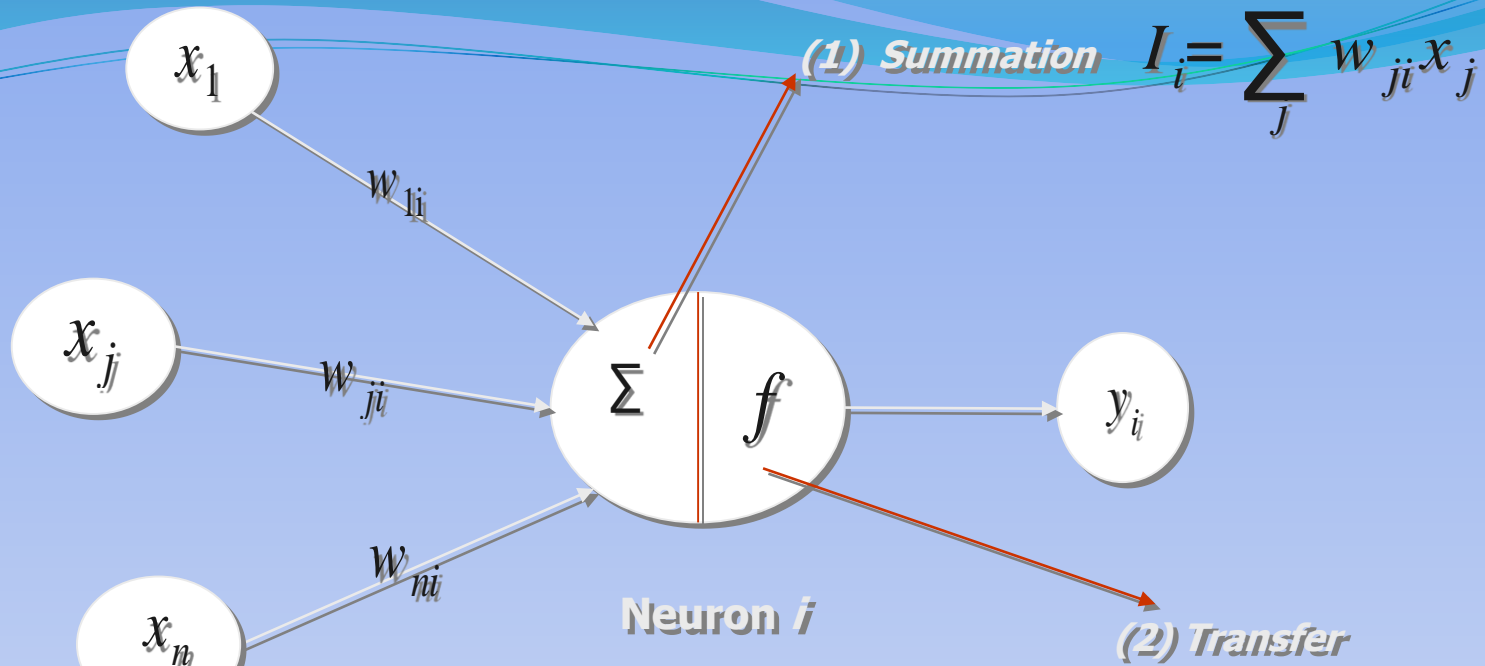 x₁
(1) Summation
Iᵢ = ∑ⱼ wⱼᵢ xⱼ
w₁ᵢ
xⱼ
wⱼᵢ
∑
f
yᵢ
wₙᵢ
xₙ
Neuron i
(2) Transfer